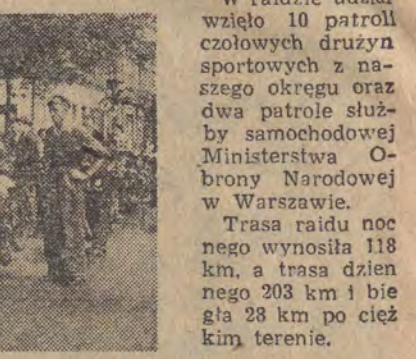 W raidzie udział
wzięło 10 patroli
czołowych drużyn
sportowych z na-
szego okręgu oraz
dwa patrole służ-
by samochodowej
Ministerstwa O-
brony Narodowej
w Warszawie.
Trasa raidu noc
nego wynosiła 118
km, a trasa dzien
nego 203 km i bie
gła 28 km po cięż
kim terenie.